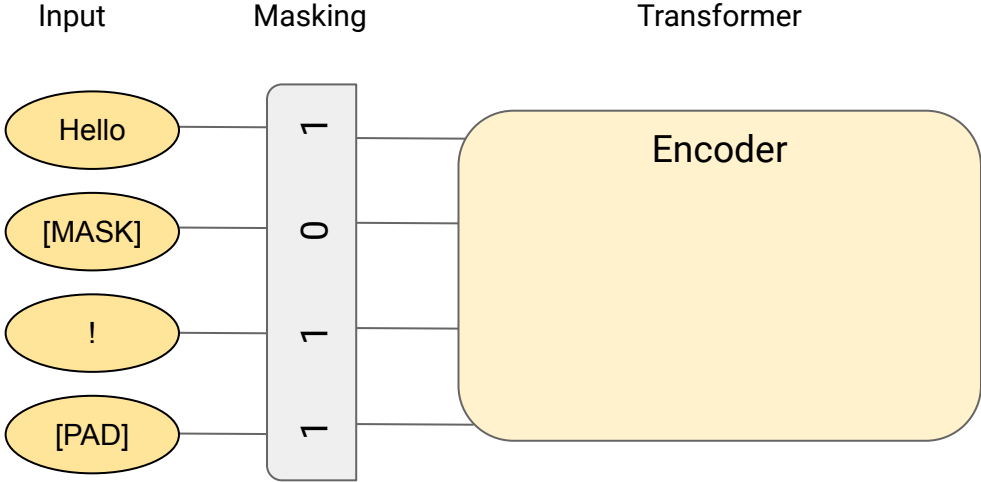 Input Masking Transformer
Hello 1 Encoder
[MASK] 0
! 1
[PAD] 1